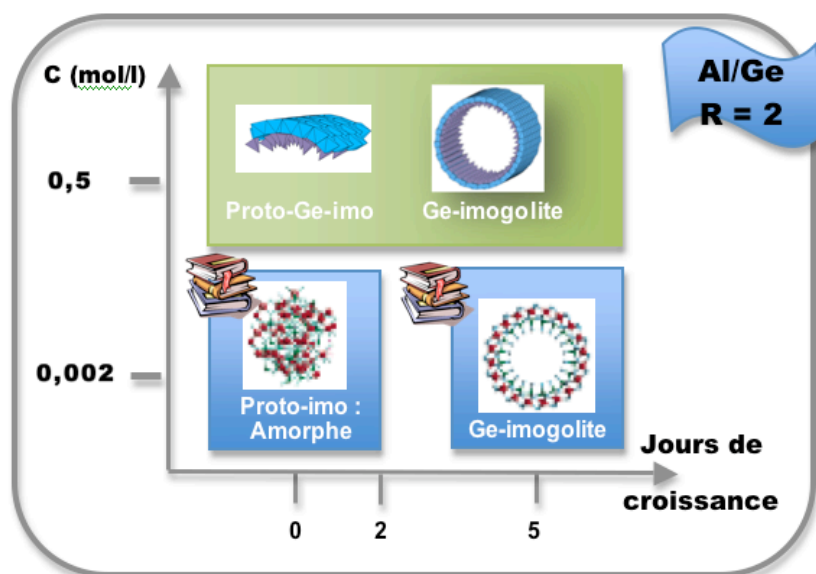 C (mol/l)
Al/Ge
R = 2
0,5
Proto-Ge-imo
Ge-imogolite
0,002
Proto-imo :
Amorphe
Ge-imogolite
Jours de
croissance
0
2
5